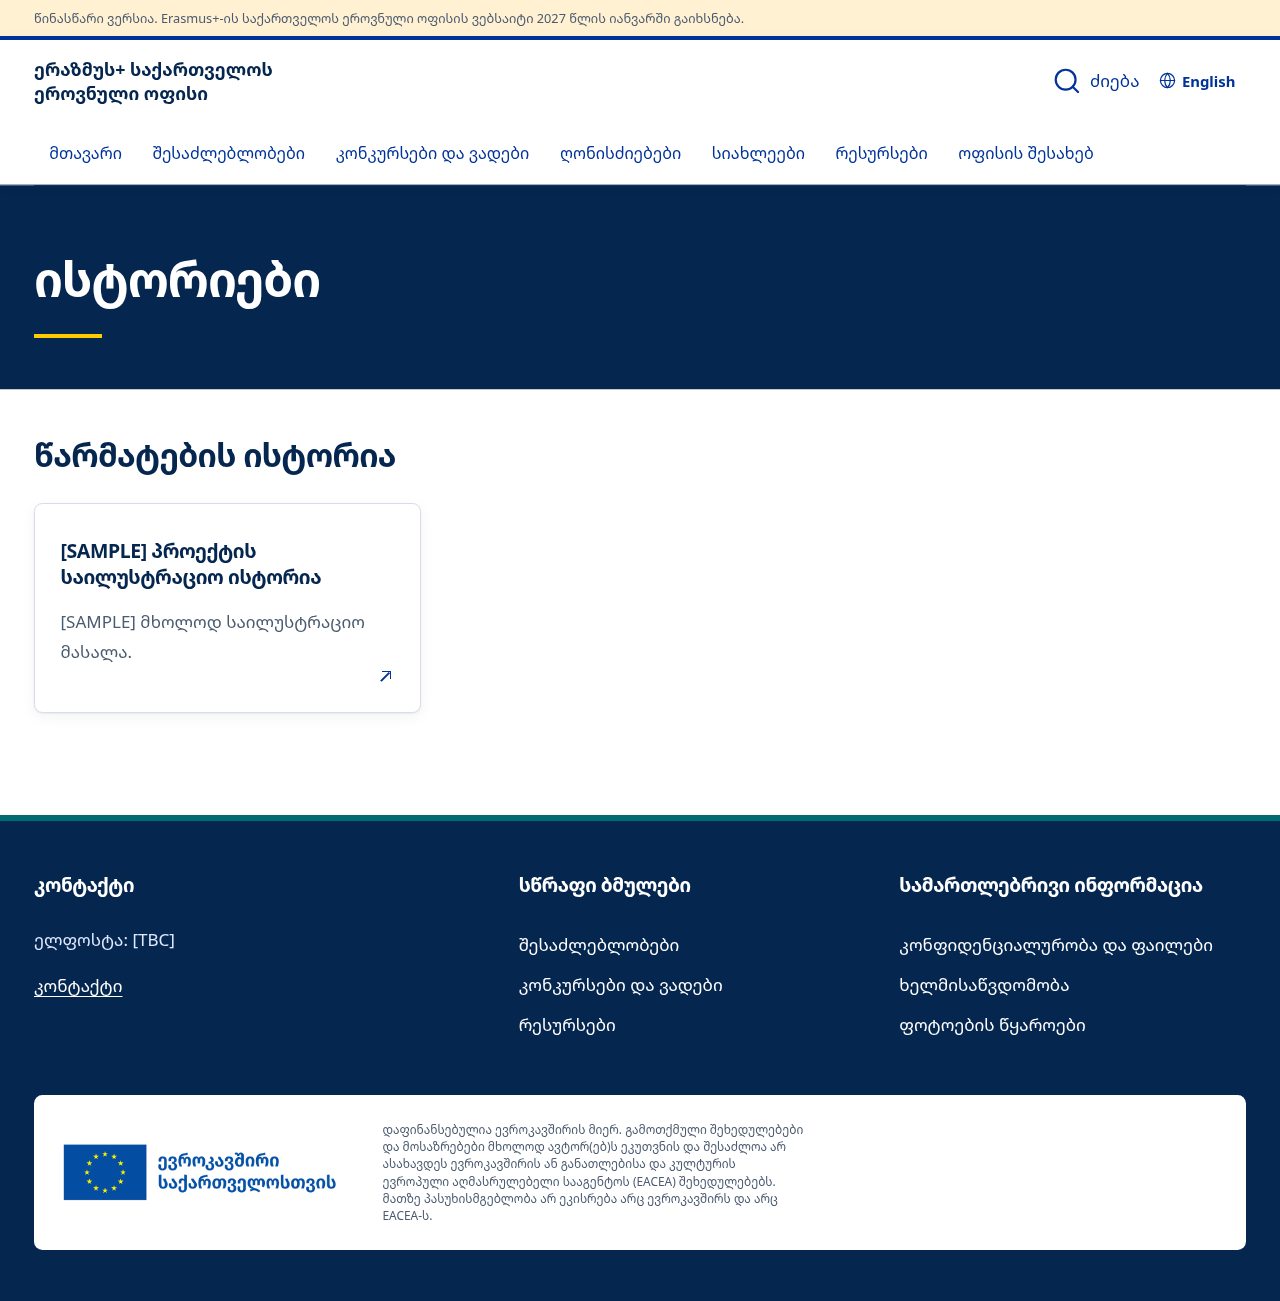 წინასწარი ვერსია. Erasmus+-ის საქართველოს ეროვნული ოფისის ვებსაიტი 2027 წლის იანვარში გაიხსნება.
ერაზმუს+ საქართველოს
ეროვნული ოფისი
ძიება
English
მთავარი
შესაძლებლობები
კონკურსები და ვადები
ღონისძიებები
სიახლეები
რესურსები
ოფისის შესახებ
ისტორიები
წარმატების ისტორია
[SAMPLE] პროექტის
საილუსტრაციო ისტორია
[SAMPLE] მხოლოდ საილუსტრაციო
მასალა.
კონტაქტი
ელფოსტა: [TBC]
კონტაქტი
სწრაფი ბმულები
შესაძლებლობები
კონკურსები და ვადები
რესურსები
სამართლებრივი ინფორმაცია
კონფიდენციალურობა და ფაილები
ხელმისაწვდომობა
ფოტოების წყაროები
ევროკავშირი
საქართველოსთვის
დაფინანსებულია ევროკავშირის მიერ. გამოთქმული შეხედულებები
და მოსაზრებები მხოლოდ ავტორ(ებ)ს ეკუთვნის და შესაძლოა არ
ასახავდეს ევროკავშირის ან განათლებისა და კულტურის
ევროპული აღმასრულებელი სააგენტოს (EACEA) შეხედულებებს.
მათზე პასუხისმგებლობა არ ეკისრება არც ევროკავშირს და არც
EACEA-ს.